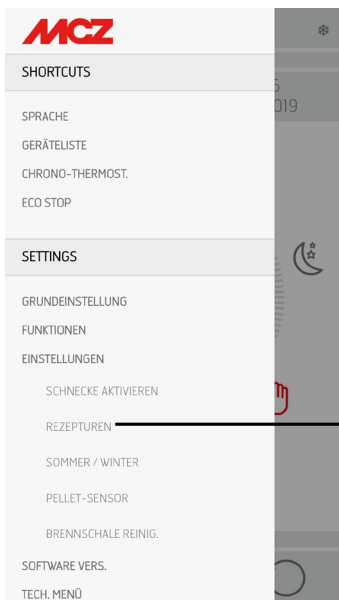 MCZ
SHORTCUTS
SPRACHE
GERÄTELISTE
CHRONO-THERMOST.
ECO STOP
SETTINGS
GRUNDEINSTELLUNG
FUNKTIONEN
EINSTELLUNGEN
SCHNECKE AKTIVIEREN
REZEPTUREN
SOMMER / WINTER
PELLET-SENSOR
BRENNSCHALE REINIG.
SOFTWARE VERS.
TECH. MENÜ
019